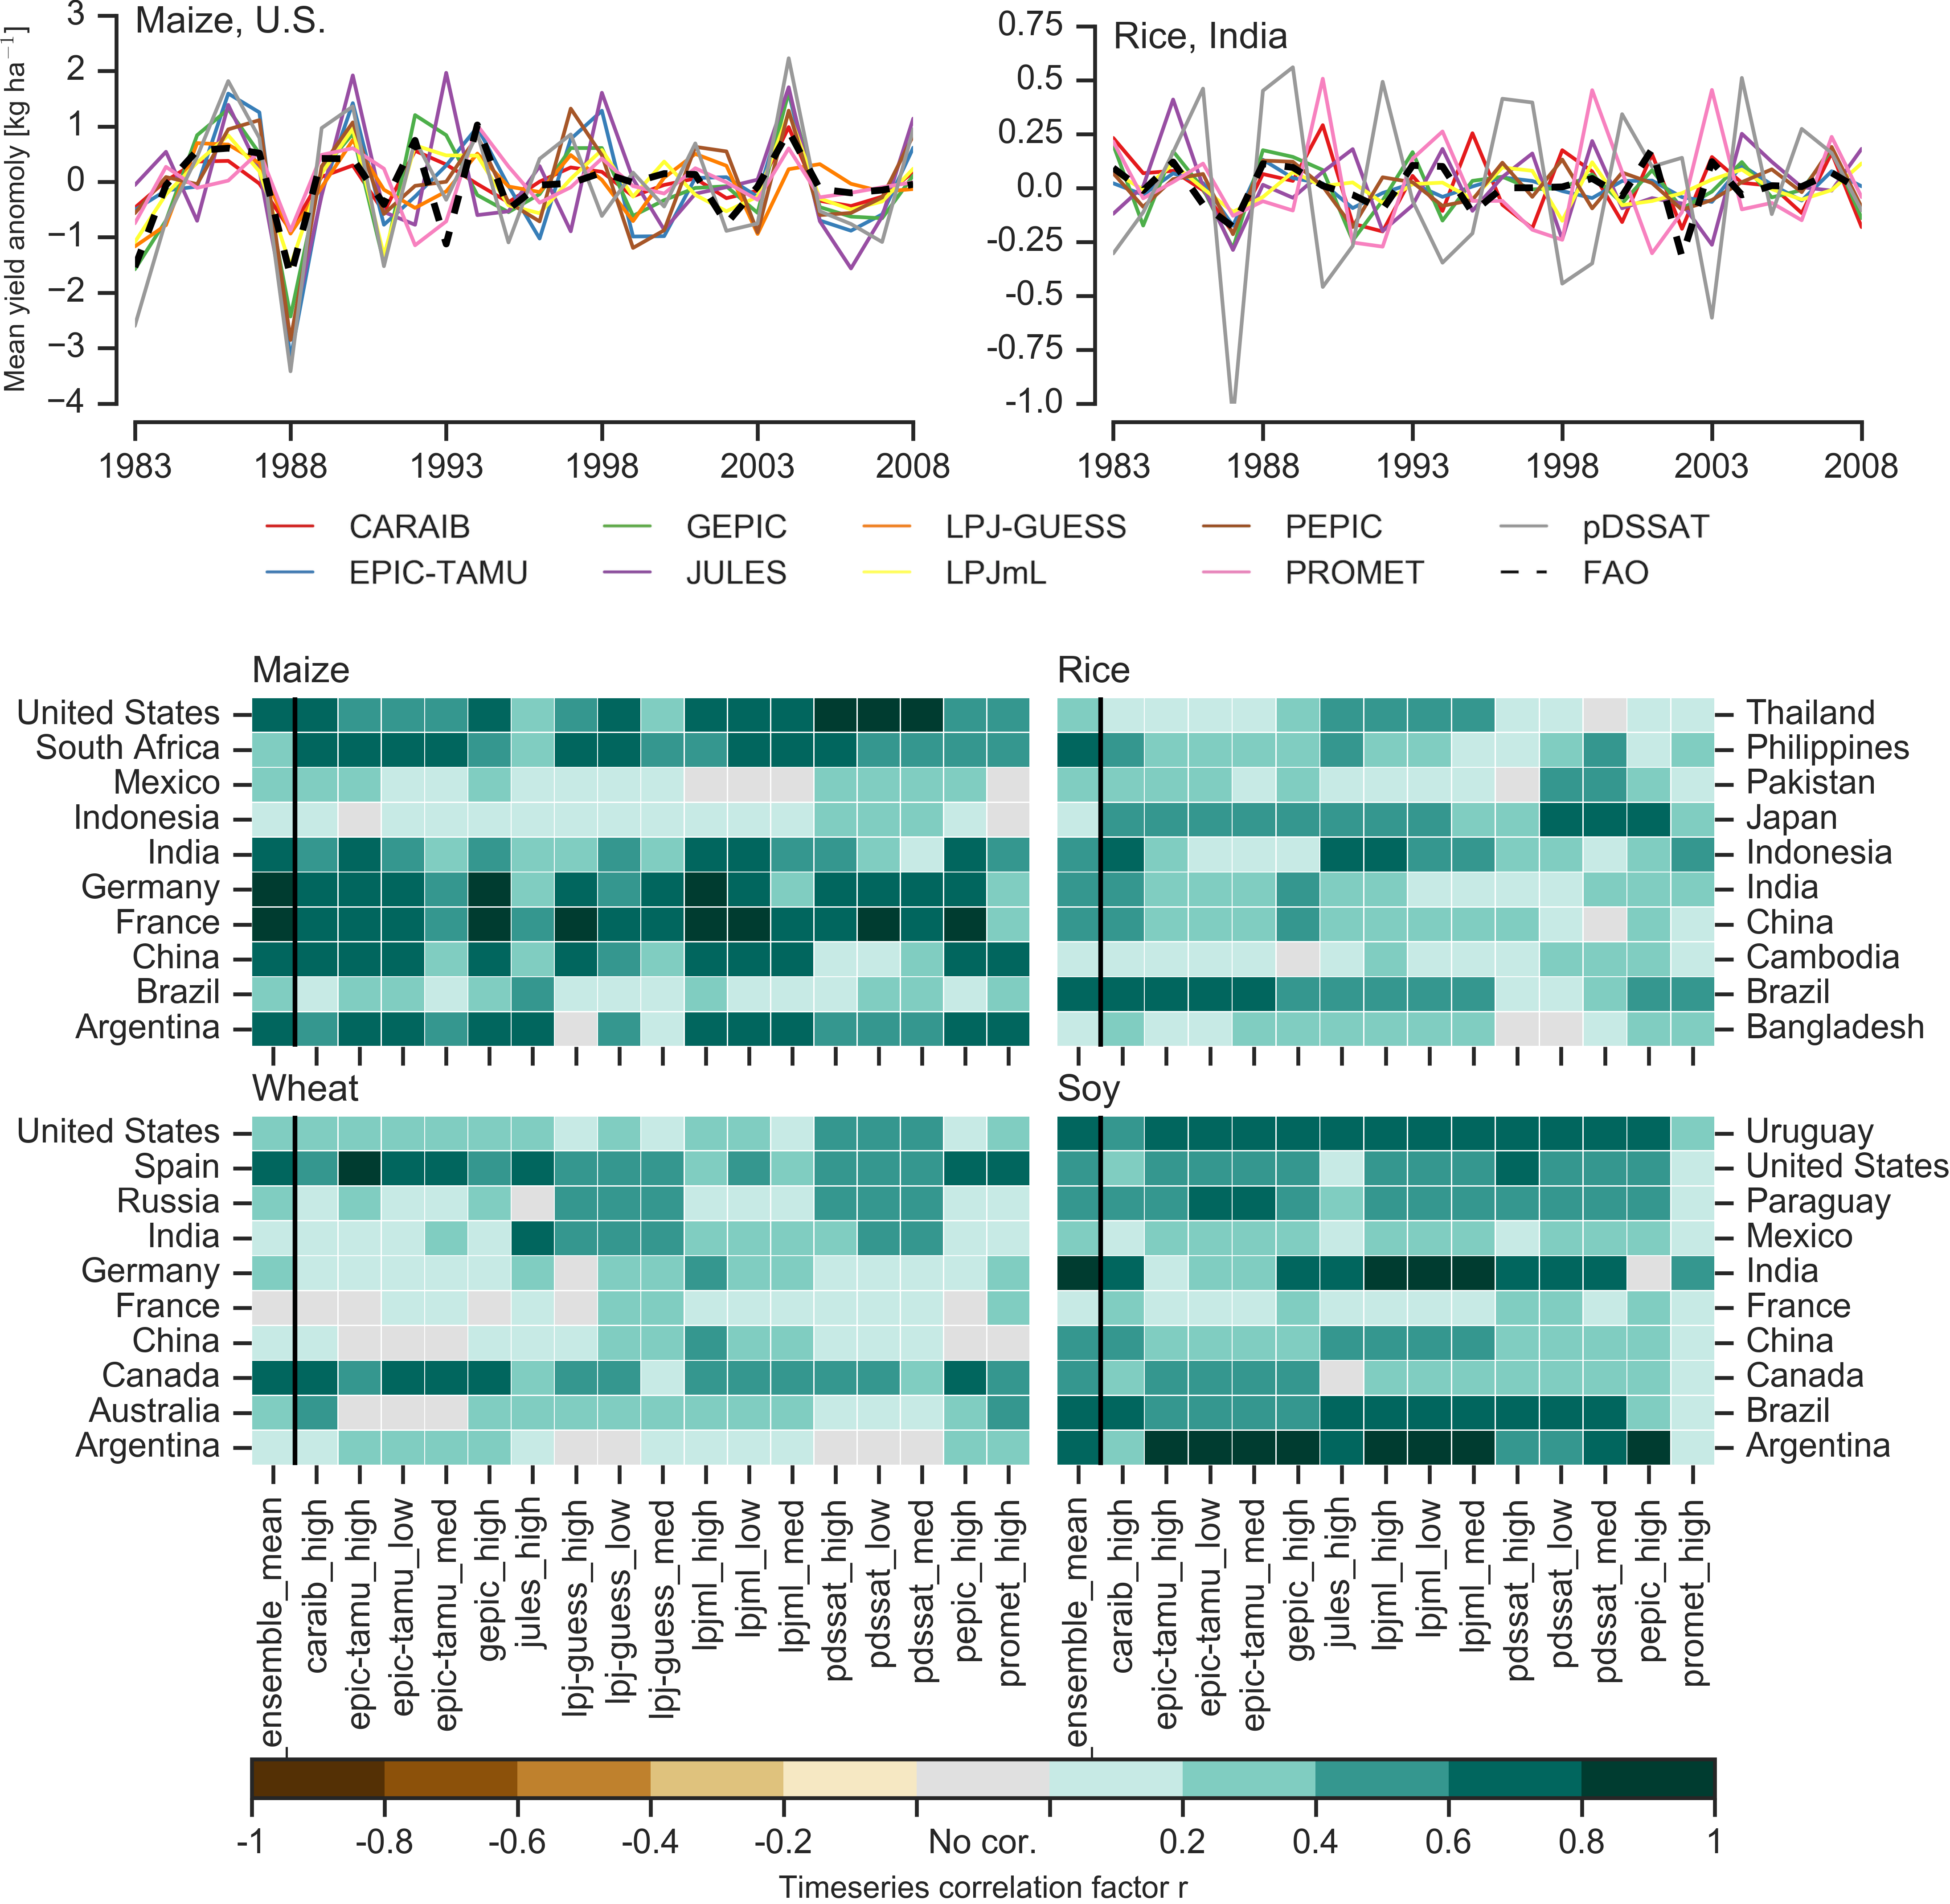 Maize, U.S.
Mean yield anomoly [kg ha−1]
3
2
1
0
−1
−2
−3
−4
1983 1988 1993 1998 2003 2008
Rice, India
0.75
0.5
0.25
0.0
-0.25
-0.5
-0.75
-1.0
1983 1988 1993 1998 2003 2008
CARAIB GEPIC LPJ-GUESS PEPIC pDSSAT
EPIC-TAMU JULES LPJmL PROMET FAO
Maize
United States
South Africa
Mexico
Indonesia
India
Germany
France
China
Brazil
Argentina
Rice
Thailand
Philippines
Pakistan
Japan
Indonesia
India
China
Cambodia
Brazil
Bangladesh
Wheat
United States
Spain
Russia
India
Germany
France
China
Canada
Australia
Argentina
Soy
Uruguay
United States
Paraguay
Mexico
India
France
China
Canada
Brazil
Argentina
ensemble_mean
caraib_high
epic-tamu_high
epic-tamu_low
epic-tamu_med
gepic_high
jules_high
lpj-guess_high
lpj-guess_low
lpj-guess_med
lpjml_high
lpjml_low
lpjml_med
pdssat_high
pdssat_low
pdssat_med
pepic_high
promet_high
ensemble_mean
caraib_high
epic-tamu_high
epic-tamu_low
epic-tamu_med
gepic_high
jules_high
lpjml_high
lpjml_low
lpjml_med
pdssat_high
pdssat_low
pdssat_med
pepic_high
promet_high
-1 -0.8 -0.6 -0.4 -0.2 No cor. 0.2 0.4 0.6 0.8 1
Timeseries correlation factor r